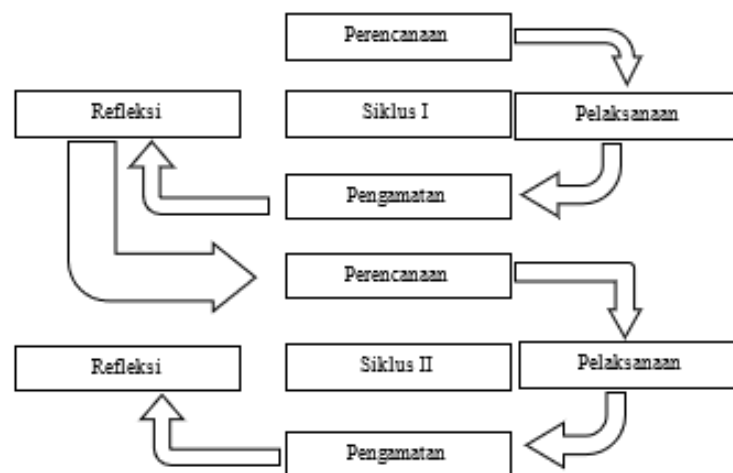 Perencanaan
Refleksi
Siklus I
Pelaksanaan
Pengamatan
Perencanaan
Refleksi
Siklus II
Pelaksanaan
Pengamatan